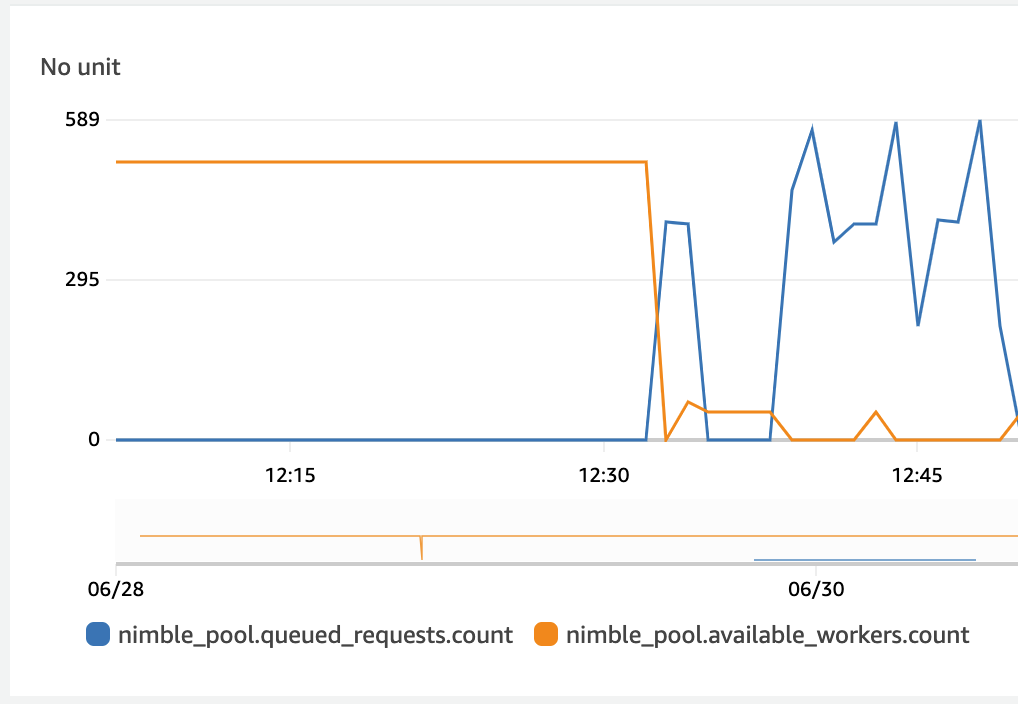 No unit
589
295
0
12:15 12:30 12:45
06/28 06/30
nimble_pool.queued_requests.count nimble_pool.available_workers.count